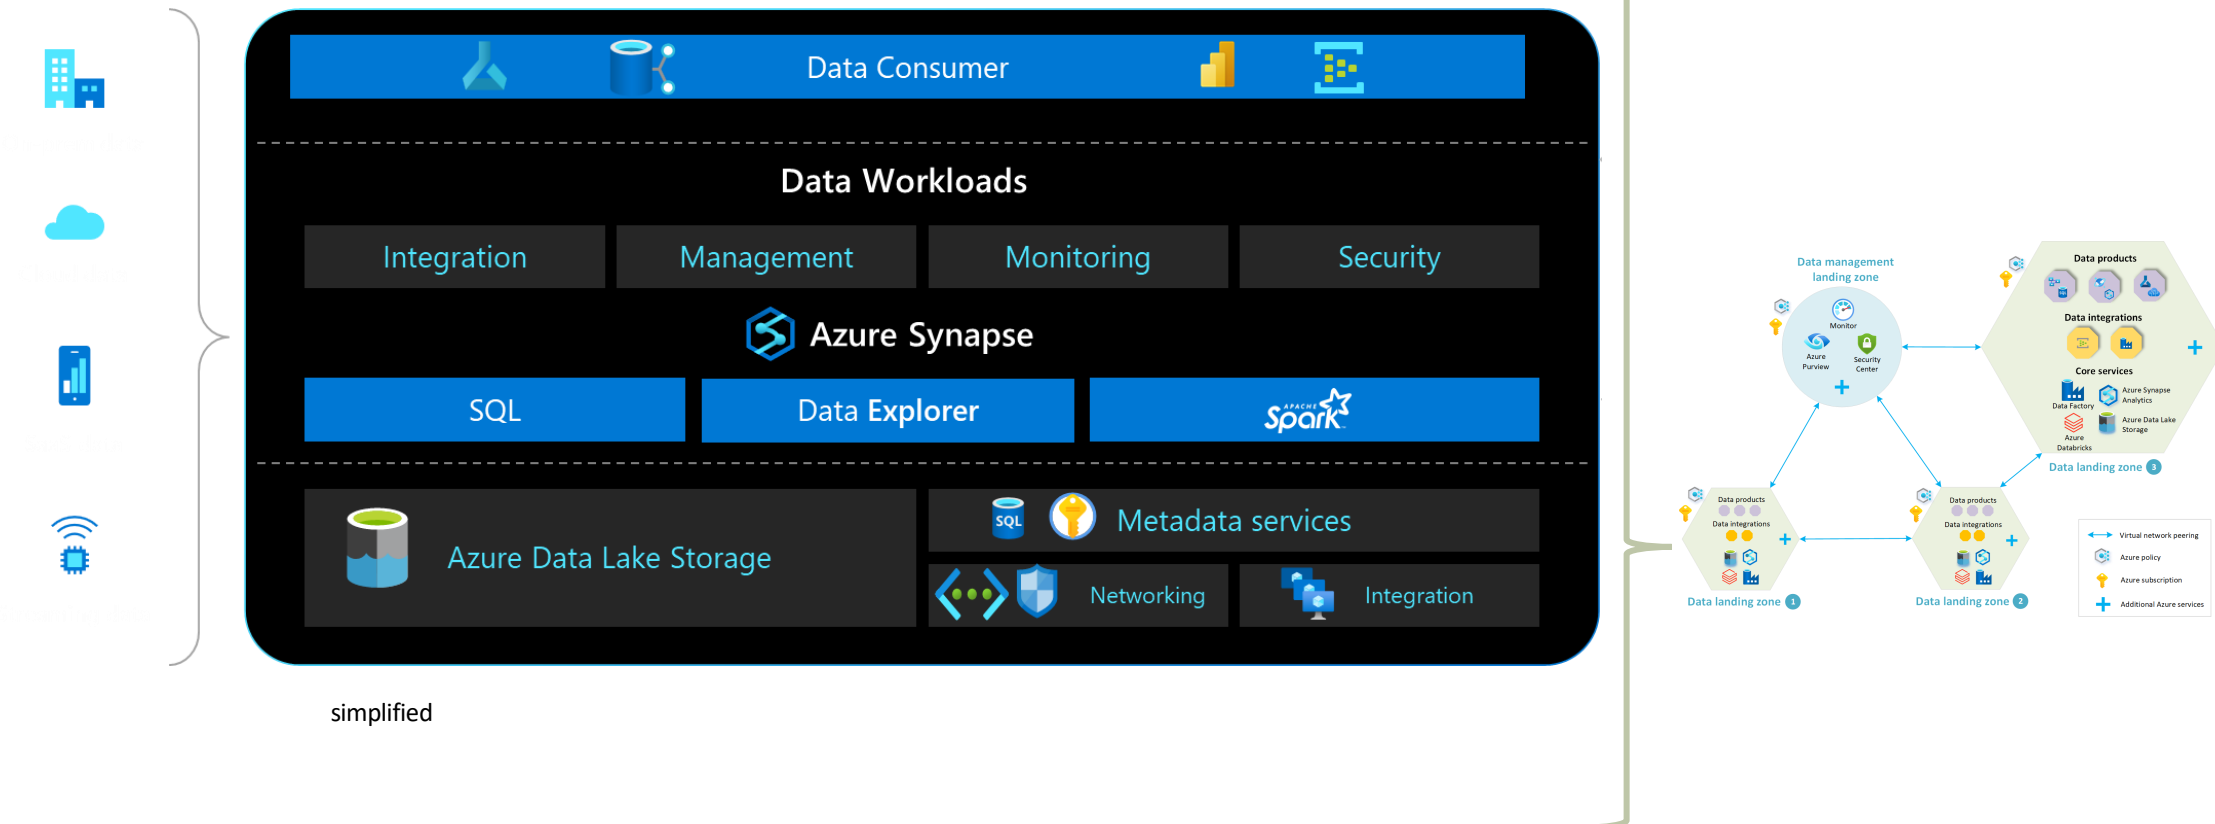 Data Consumer
Data Workloads
Integration
Management
Monitoring
Security
Azure Synapse
SQL
Data Explorer
APACHE
Spark
Azure Data Lake Storage
SQL
Metadata services
Networking
Integration
simplified
Data management
landing zone
Monitor
Azure
Purview
Security
Center
Data products
Data integrations
Core services
Data Factory
Azure Synapse
Analytics
Azure
Databricks
Azure Data Lake
Storage
Data landing zone 3
Data products
Data integrations
Data landing zone 1
Data products
Data integrations
Data landing zone 2
Virtual network peering
Azure policy
Azure subscription
Additional Azure services